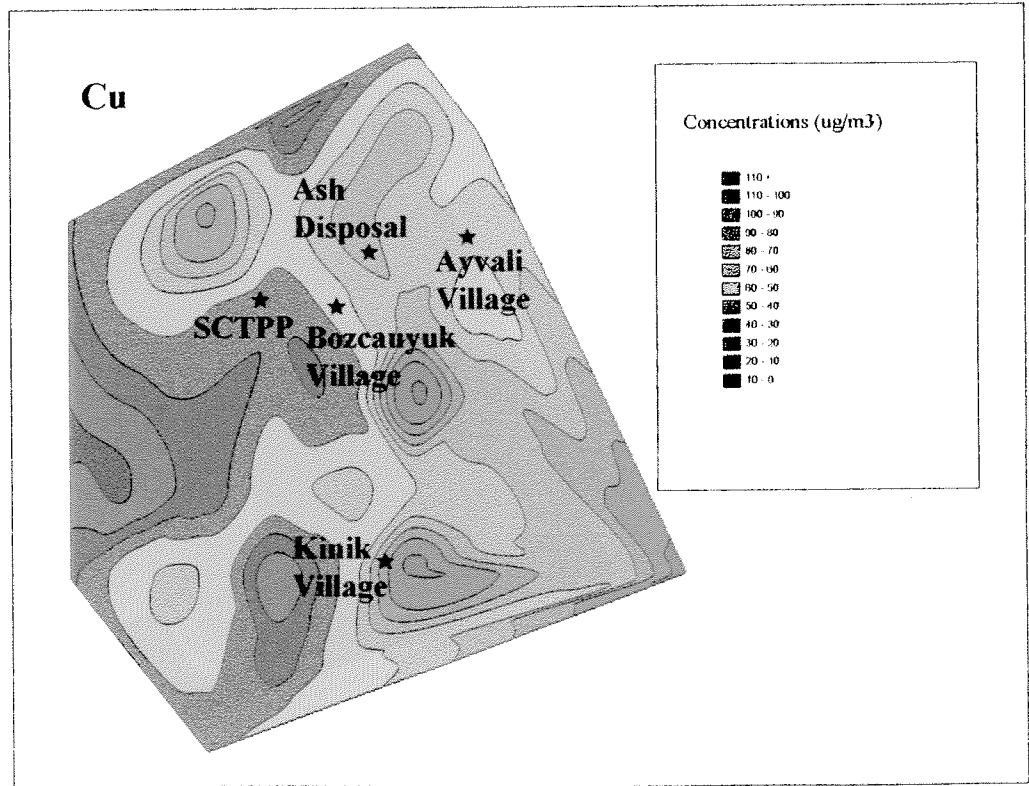 Cu
Ash
Disposal
Ayvali
Village
SCTPP
Bozcauyuk
Village
Kinik
Village
Concentrations (ug/m3)
110 +
110 - 100
100 - 90
90 - 80
80 - 70
70 - 60
60 - 50
50 - 40
40 - 30
30 - 20
20 - 10
10 - 0